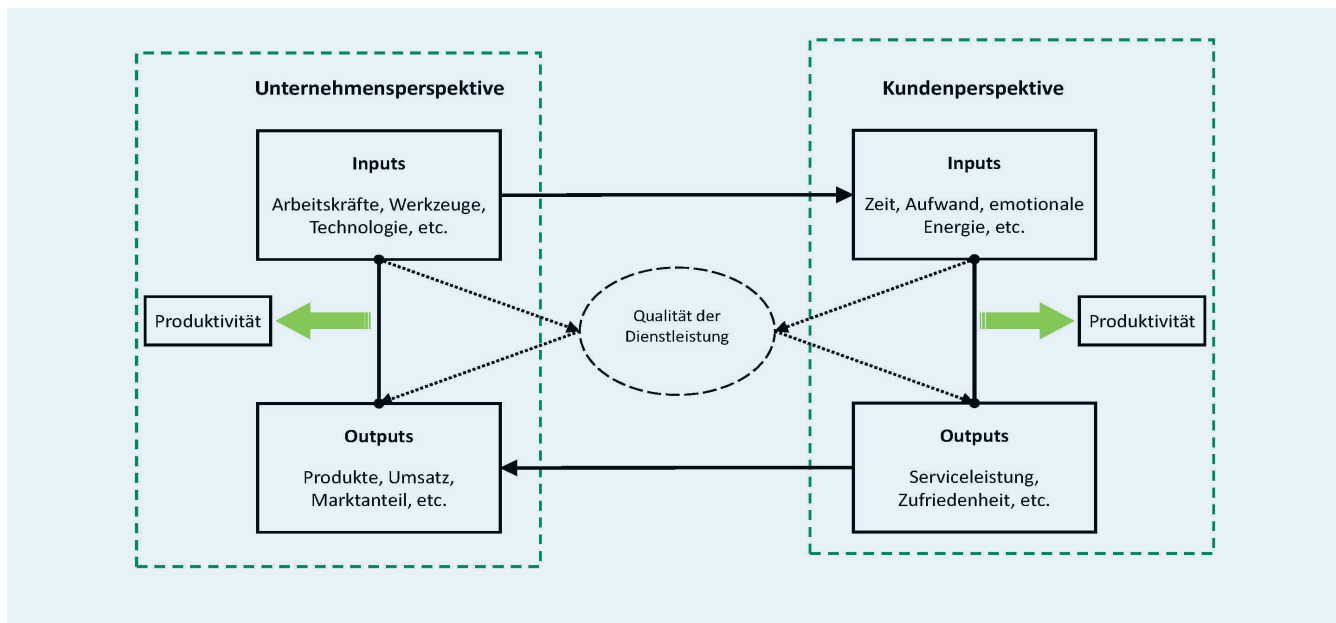 Unternehmensperspektive
Inputs
Arbeitskräfte, Werkzeuge,
Technologie, etc.
Produktivität
Outputs
Produkte, Umsatz,
Marktanteil, etc.
Qualität der
Dienstleistung
Kundenperspektive
Inputs
Zeit, Aufwand, emotionale
Energie, etc.
Produktivität
Outputs
Serviceleistung,
Zufriedenheit, etc.